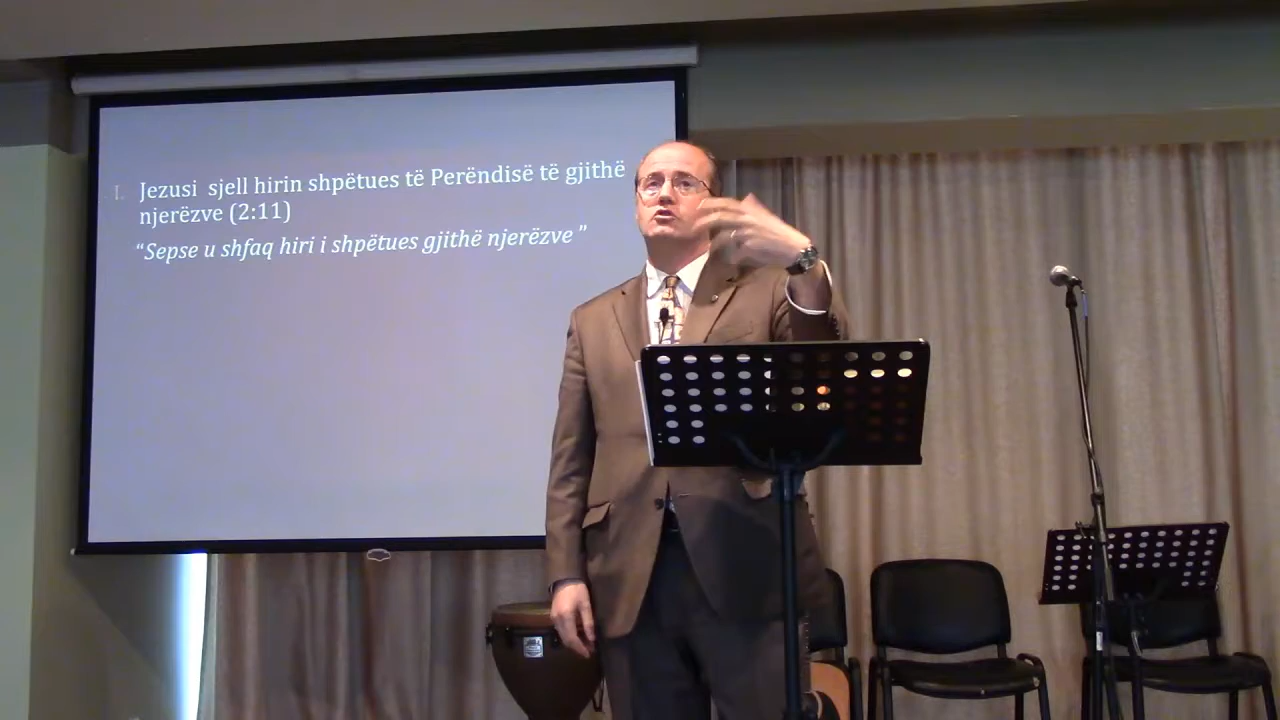 I. Jezusi sjell hirin shpëtues të Perëndisë të gjithë
njerëzve (2:11)
“Sepse u shfaq hiri i shpëtues gjithë njerëzve ”